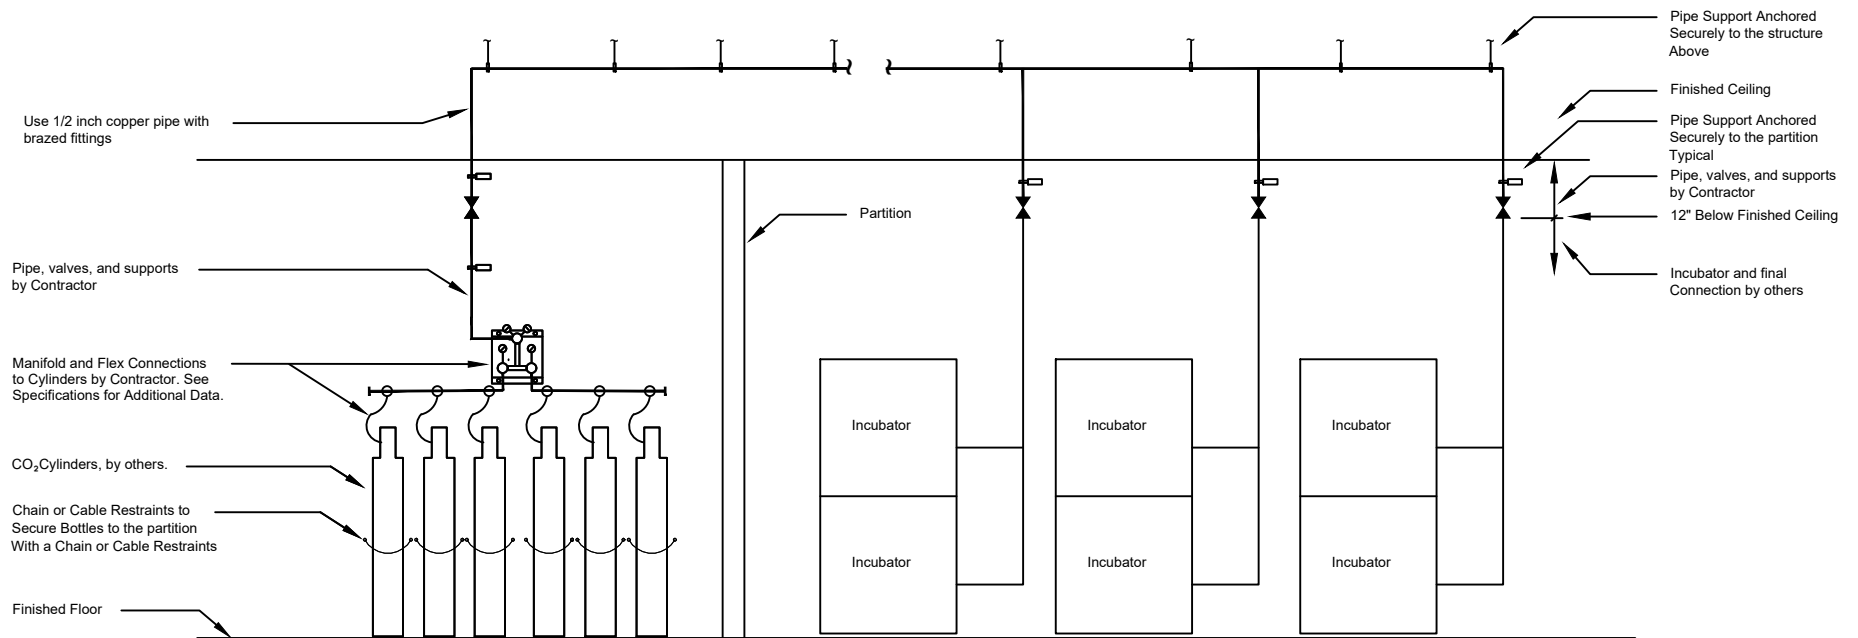 Use 1/2 inch copper pipe with
brazed fittings
Pipe, valves, and supports
by Contractor
Manifold and Flex Connections
to Cylinders by Contractor. See
Specifications for Additional Data.
CO₂Cylinders, by others.
Chain or Cable Restraints to
Secure Bottles to the partition
With a Chain or Cable Restraints
Finished Floor
Partition
Incubator
Incubator
Incubator
Incubator
Incubator
Incubator
Pipe Support Anchored
Securely to the structure
Above
Finished Ceiling
Pipe Support Anchored
Securely to the partition
Typical
Pipe, valves, and supports
by Contractor
12" Below Finished Ceiling
Incubator and final
Connection by others